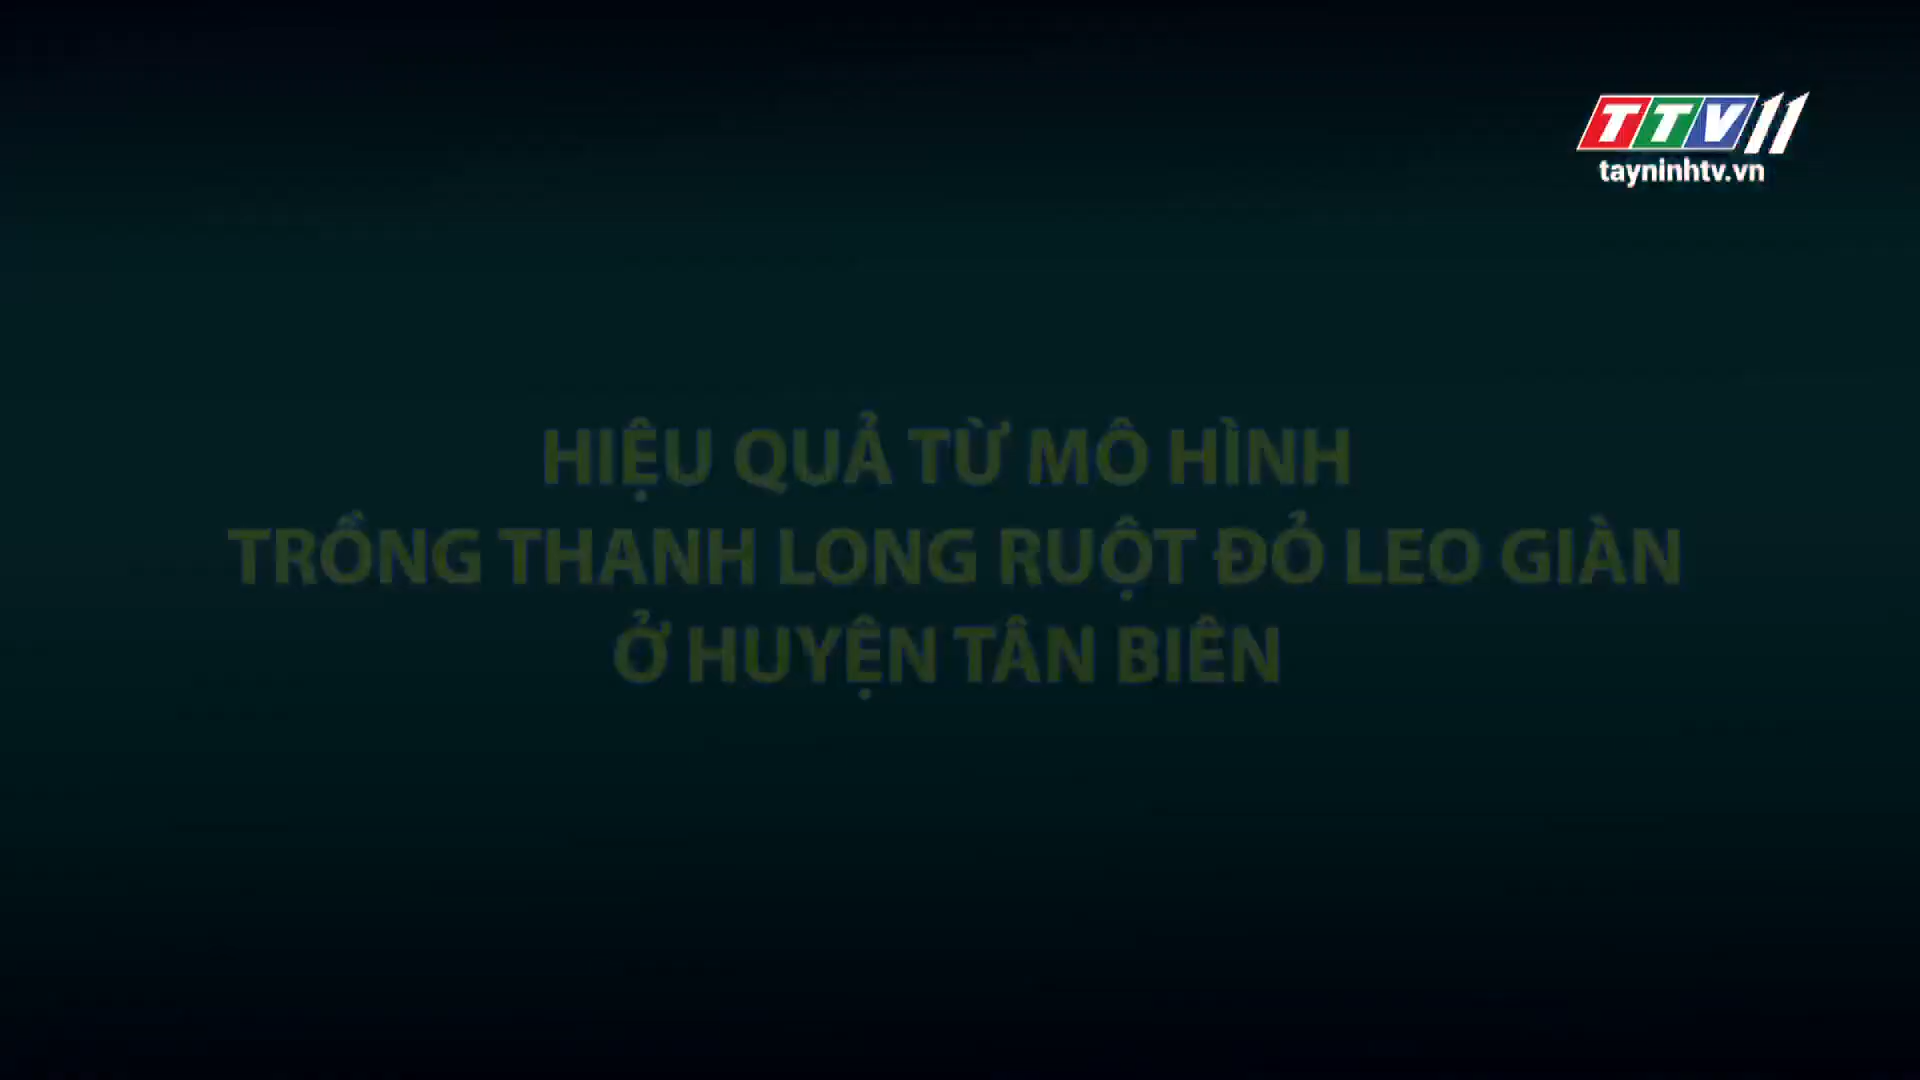 TTV11
tayninhtv.vn
HIỆU QUẢ TỪ MÔ HÌNH
TRỒNG THANH LONG RUỘT ĐỎ LEO GIÀN
Ở HUYỆN TÂN BIÊN